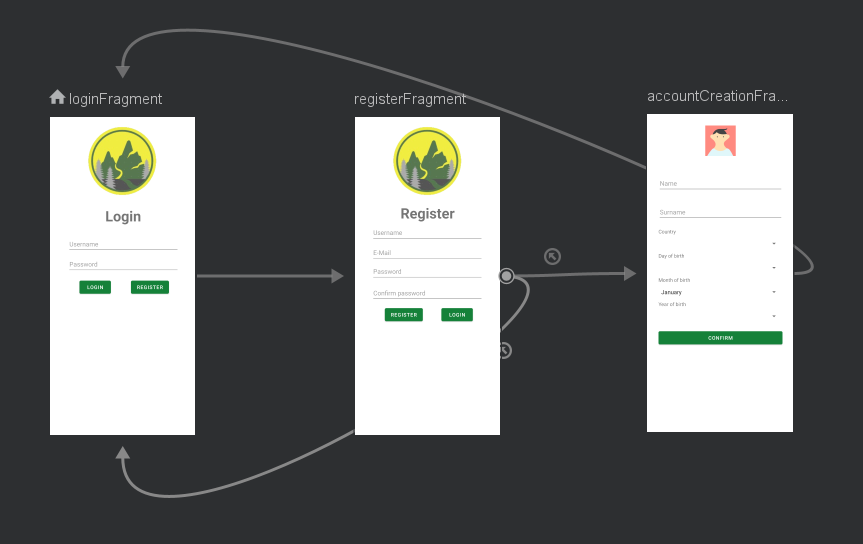 loginFragment
Login
Username
Password
LOGIN
REGISTER
registerFragment
Register
Username
E-Mail
Password
Confirm password
REGISTER
LOGIN
accountCreationFra...
Name
Surname
Country
Day of birth
Month of birth
January
Year of birth
CONFIRM